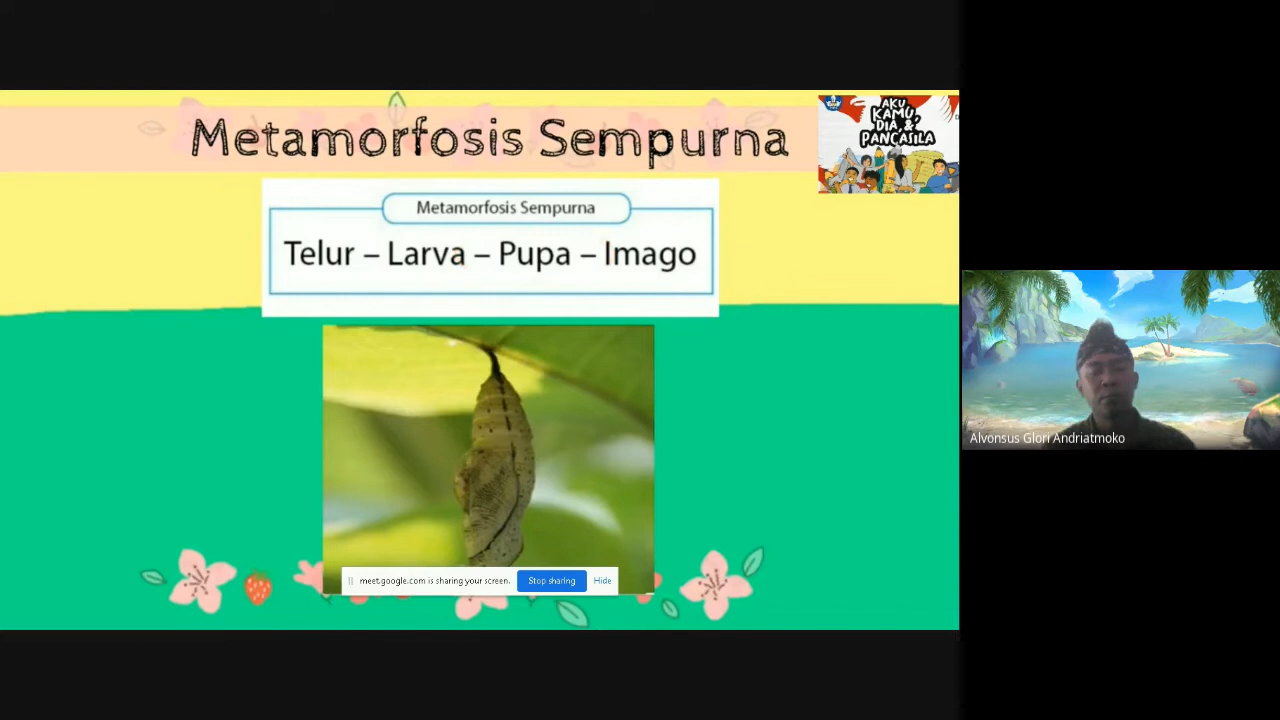 Metamorfosis Sempurna
AKU,
KAMU,
DIA, &
PANCASILA
Metamorfosis Sempurna
Telur – Larva – Pupa – Imago
Alvonsus Glori Andriatmoko
meet.google.com is sharing your screen. Stop sharing Hide